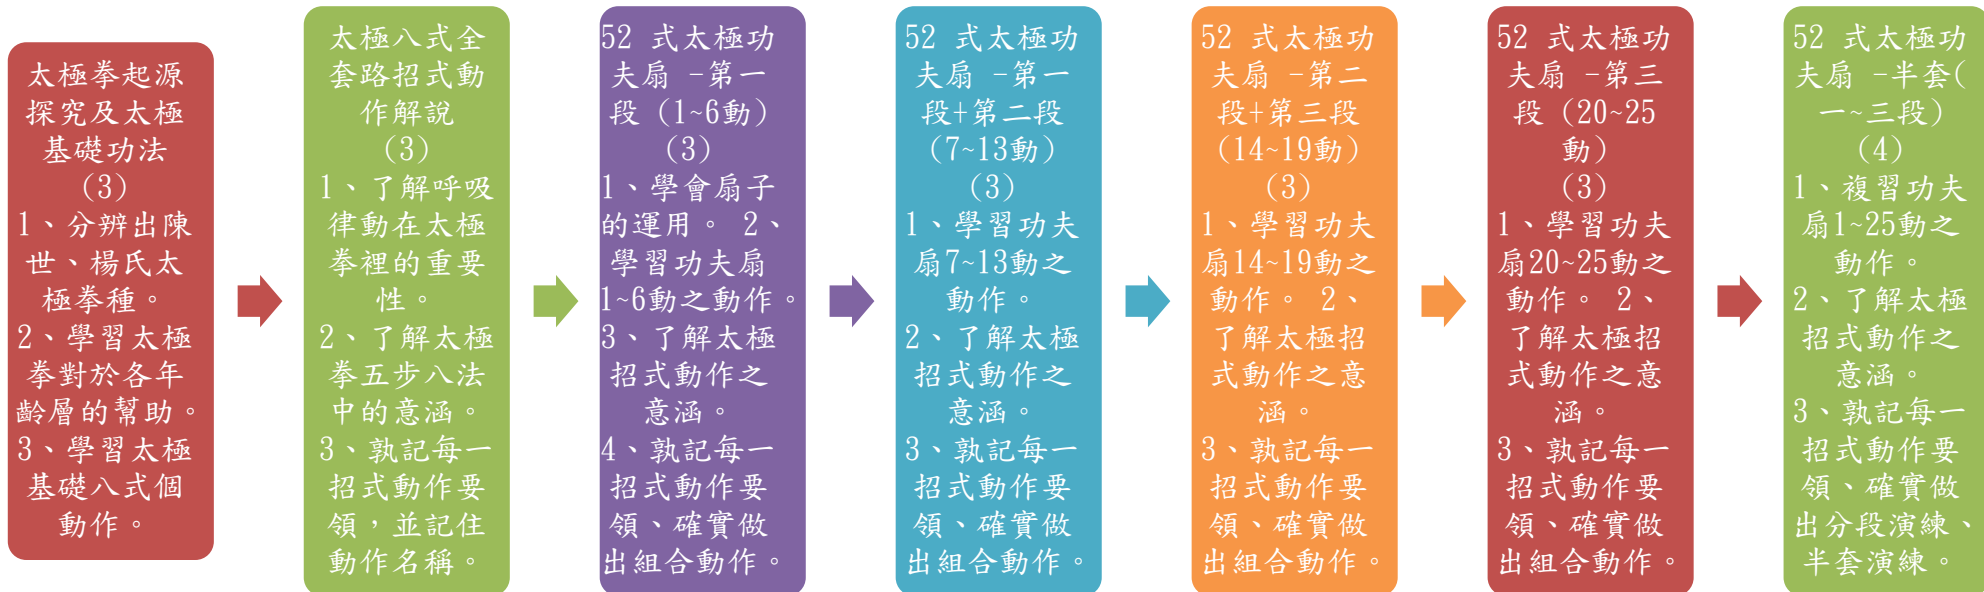 太極拳起源
探究及太極
基礎功法
(3)
1、分辨出陳
世、楊氏太
極拳種。
2、學習太極
拳對於各年
齡層的幫助。
3、學習太極
基礎八式個
動作。
太極八式全
套路招式動
作解說
(3)
1、了解呼吸
律動在太極
拳裡的重要
性。
2、了解太極
拳五步八法
中的意涵。
3、孰記每一
招式動作要
領，並記住
動作名稱。
52 式太極功
夫扇 -第一
段 (1~6動)
(3)
1、學會扇子
的運用。 2、
學習功夫扇
1~6動之動作。
3、了解太極
招式動作之
意涵。
4、孰記每一
招式動作要
領、確實做
出組合動作。
52 式太極功
夫扇 -第一
段+第二段
(7~13動)
(3)
1、學習功夫
扇7~13動之
動作。
2、了解太極
招式動作之
意涵。
3、孰記每一
招式動作要
領、確實做
出組合動作。
52 式太極功
夫扇 -第二
段+第三段
(14~19動)
(3)
1、學習功夫
扇14~19動之
動作。 2、
了解太極招
式動作之意
涵。
3、孰記每一
招式動作要
領、確實做
出組合動作。
52 式太極功
夫扇 -第三
段 (20~25
動)
(3)
1、學習功夫
扇20~25動之
動作。 2、
了解太極招
式動作之意
涵。
3、孰記每一
招式動作要
領、確實做
出組合動作。
52 式太極功
夫扇 -半套(
一~三段)
(4)
1、複習功夫
扇1~25動之
動作。
2、了解太極
招式動作之
意涵。
3、孰記每一
招式動作要
領、確實做
出分段演練、
半套演練。